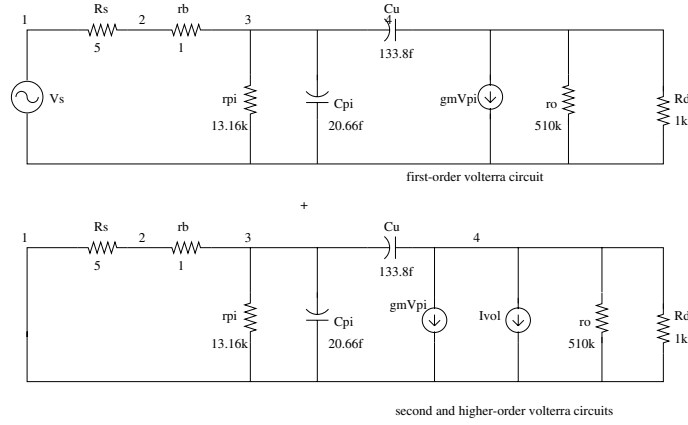 1 Rs 2 rb 3 Cu 4
5 1 133.8f
Vs rpi Cpi gmVpi ro Rd
13.16k 20.66f 510k 1k
first-order volterra circuit
+
1 Rs 2 rb 3 Cu 4
5 1 133.8f
rpi Cpi gmVpi Ivol ro Rd
13.16k 20.66f 510k 1k
second and higher-order volterra circuits